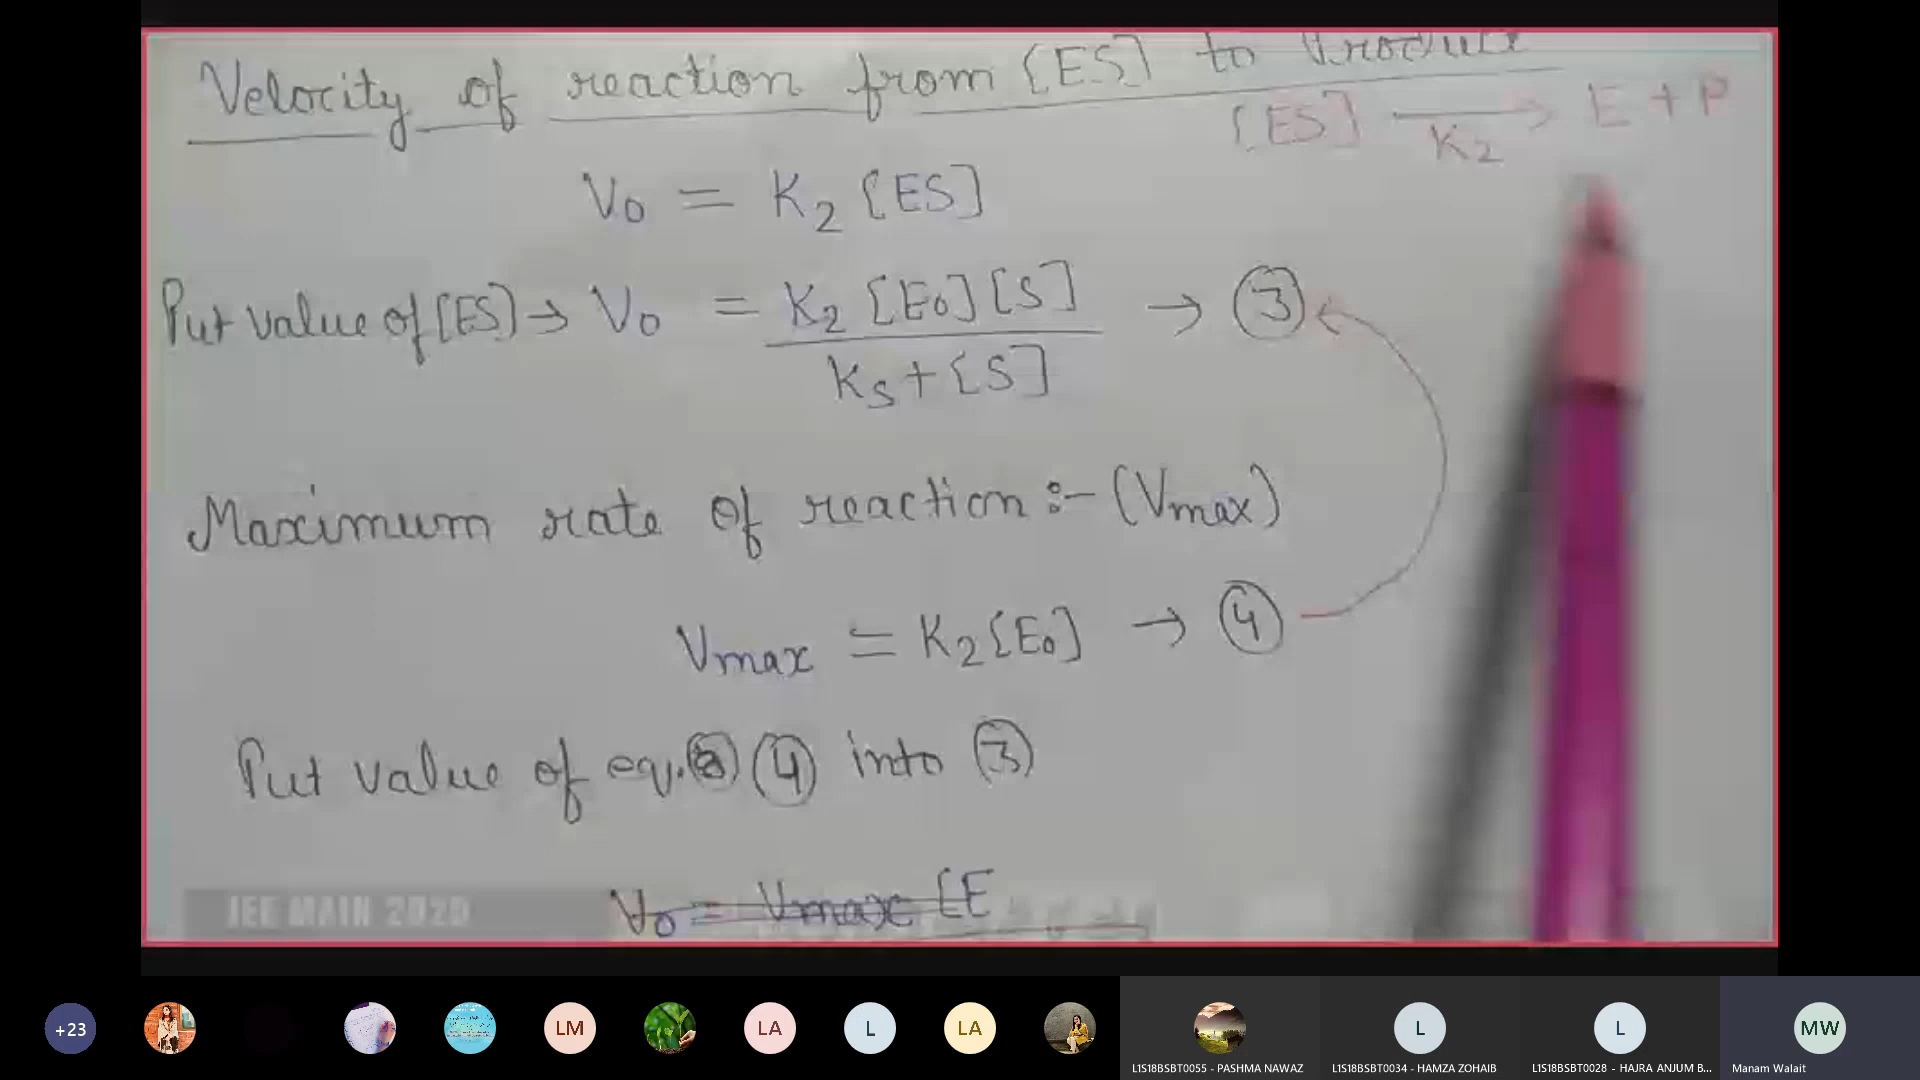 Velocity of reaction from [ES] to Product
[ES] → E + P
K2
V0 = K2 [ES]
Put value of [ES] → V0 = K2 [E0] [S] → 3
Ks + [S]
Maximum rate of reaction :- (Vmax)
Vmax = K2 [E0] → 4
Put value of eq. 4 into 3
V0 = Vmax [E
JEE MAIN 2020
+23
LM
LA
L
LA
L
L
MW
L1S18BSBT0055 - PASHMA NAWAZ
L1S18BSBT0034 - HAMZA ZOHAIB
L1S18BSBT0028 - HAJRA ANJUM B...
Manam Walait